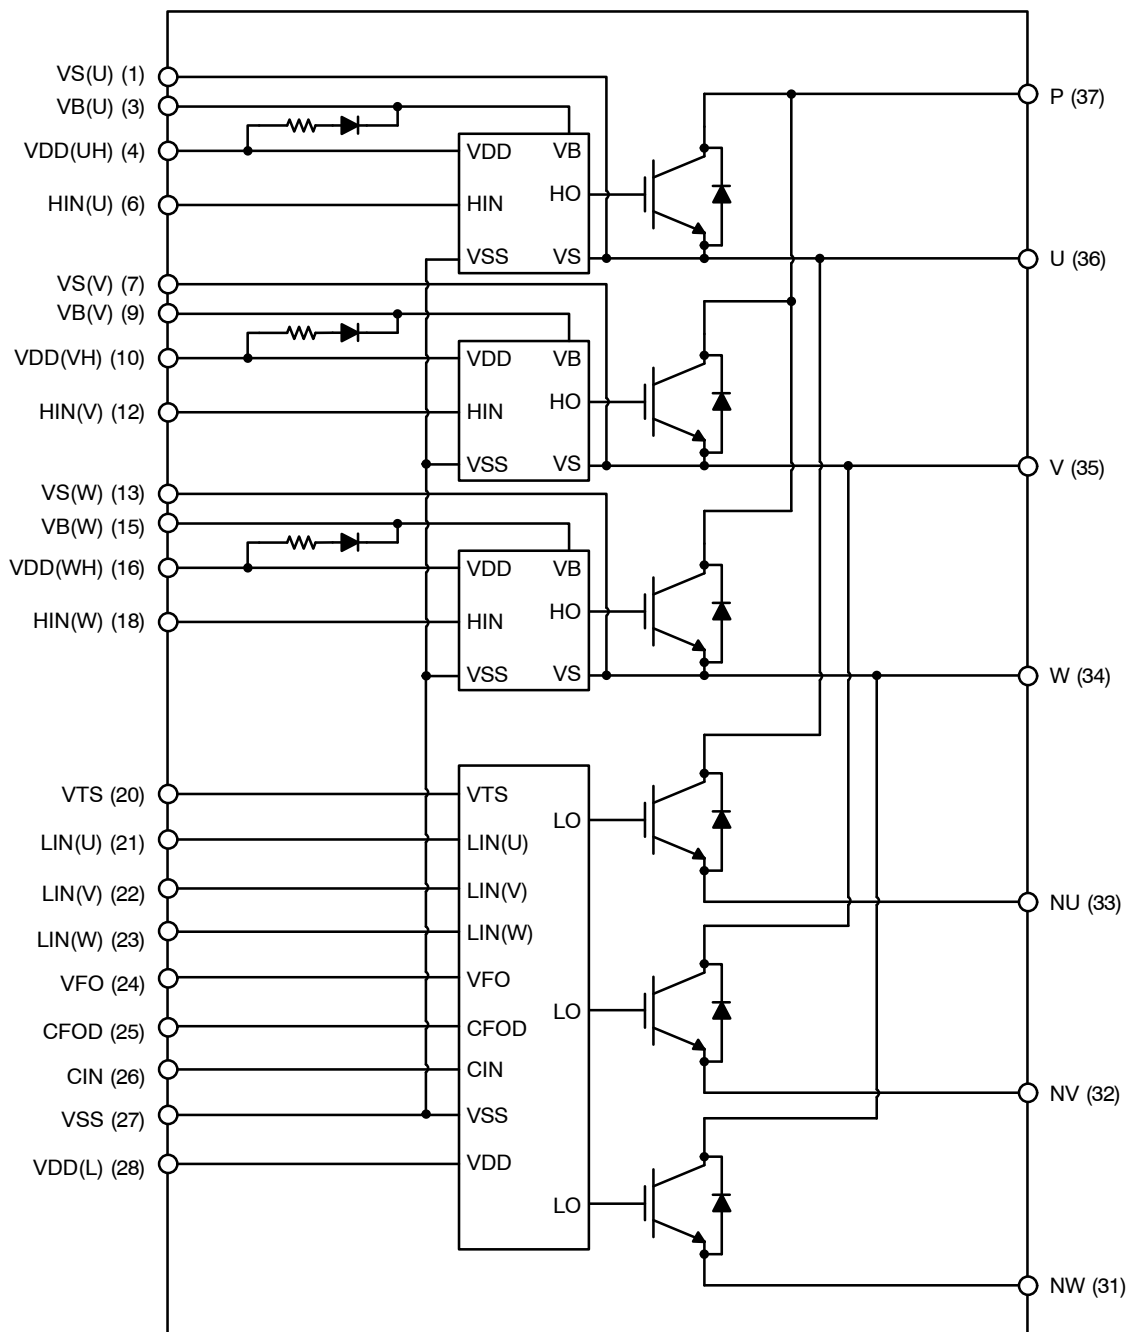 VS(U) (1)
VB(U) (3)
VDD(UH) (4)
HIN(U) (6)
VS(V) (7)
VB(V) (9)
VDD(VH) (10)
HIN(V) (12)
VS(W) (13)
VB(W) (15)
VDD(WH) (16)
HIN(W) (18)
VTS (20)
LIN(U) (21)
LIN(V) (22)
LIN(W) (23)
VFO (24)
CFOD (25)
CIN (26)
VSS (27)
VDD(L) (28)
VDD VB
HIN HO
VSS VS
VDD VB
HIN HO
VSS VS
VDD VB
HIN HO
VSS VS
VTS
LO
LIN(U)
LIN(V)
LIN(W)
VFO
LO
CFOD
CIN
VSS
VDD
LO
P (37)
U (36)
V (35)
W (34)
NU (33)
NV (32)
NW (31)